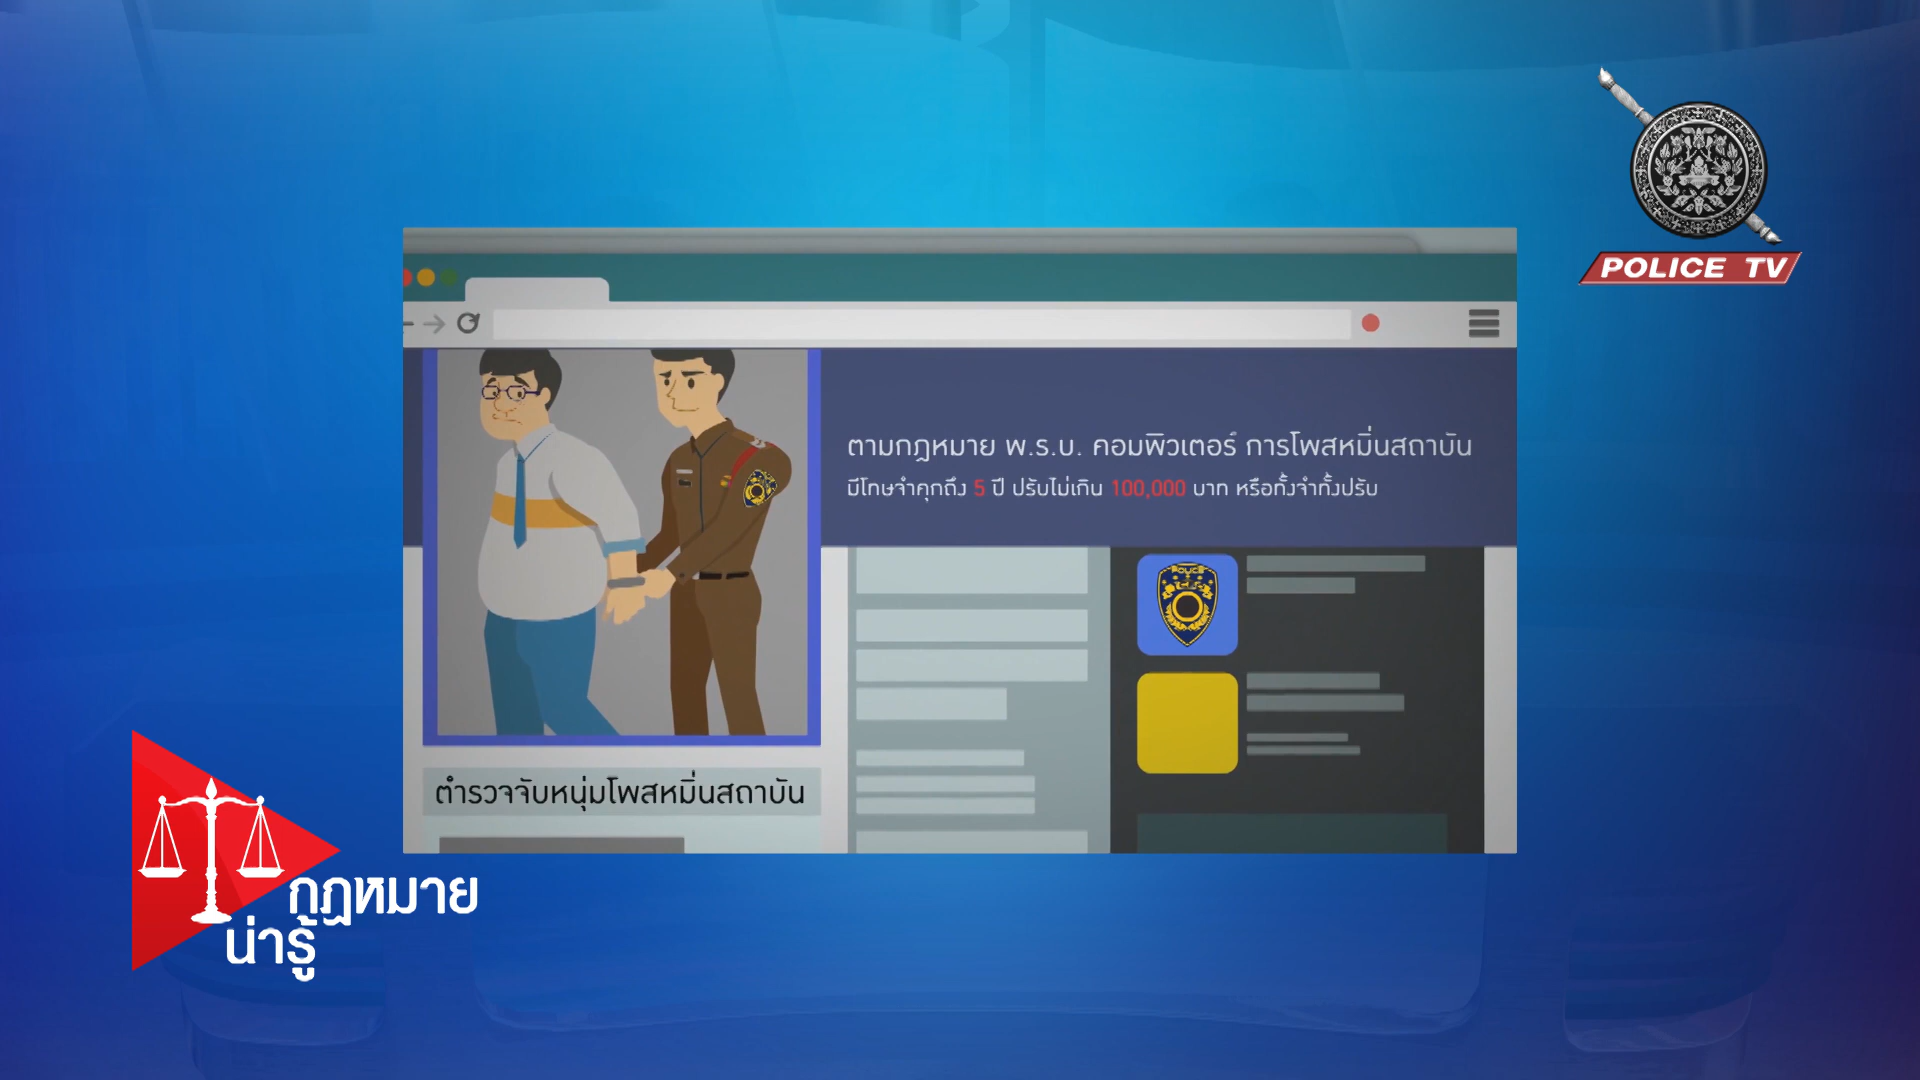 POLICE TV
ตามกฎหมาย พ.ร.บ. คอมพิวเตอร์ การโพสหมิ่นสถาบัน
มีโทษจำคุกถึง 5 ปี ปรับไม่เกิน 100,000 บาท หรือทั้งจำทั้งปรับ
POLICE
ตำรวจจับหนุ่มโพสหมิ่นสถาบัน
กฎหมาย
น่ารู้